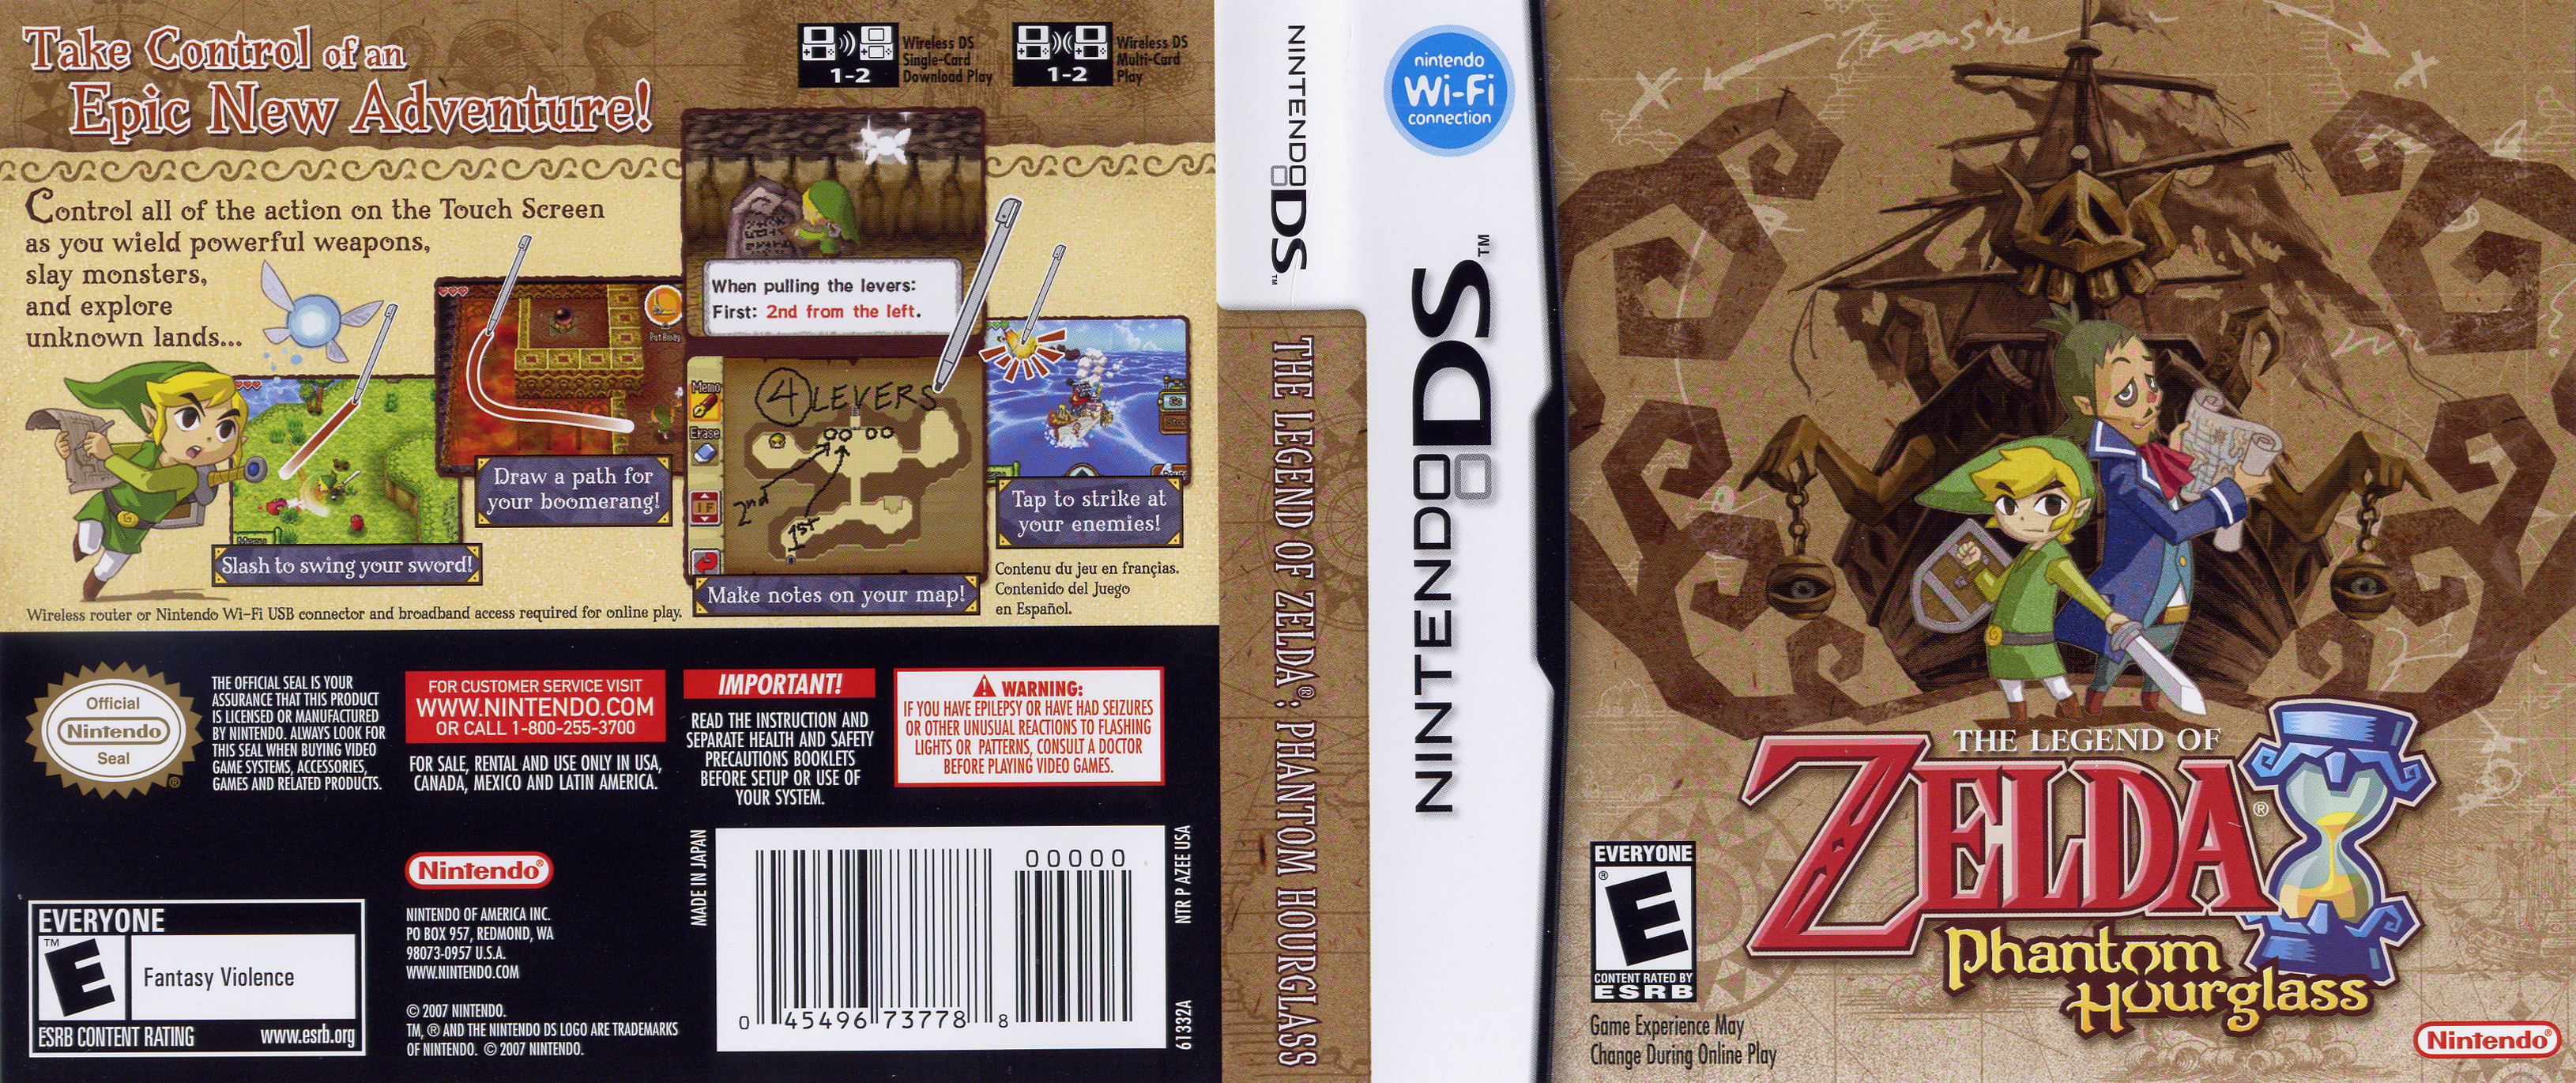 Take Control of an
Epic New Adventure!
1-2
Wireless DS
Single-Card
Download Play
1-2
Wireless DS
Multi-Card
Play
Control all of the action on the Touch Screen
as you wield powerful weapons,
slay monsters,
and explore
unknown lands...
When pulling the levers:
First: 2nd from the left.
Memo
Erase
1F
4 LEVERS
2nd
1st
Go
Stop
Menu
Slash to swing your sword!
Draw a path for
your boomerang!
Make notes on your map!
Tap to strike at
your enemies!
Contenu du jeu en françias.
Contenido del Juego
en Español.
Wireless router or Nintendo Wi-Fi USB connector and broadband access required for online play.
Official
Nintendo
Seal
®
THE OFFICIAL SEAL IS YOUR
ASSURANCE THAT THIS PRODUCT
IS LICENSED OR MANUFACTURED
BY NINTENDO. ALWAYS LOOK FOR
THIS SEAL WHEN BUYING VIDEO
GAME SYSTEMS, ACCESSORIES,
GAMES AND RELATED PRODUCTS.
FOR CUSTOMER SERVICE VISIT
WWW.NINTENDO.COM
OR CALL 1-800-255-3700
FOR SALE, RENTAL AND USE ONLY IN USA,
CANADA, MEXICO AND LATIN AMERICA.
IMPORTANT!
READ THE INSTRUCTION AND
SEPARATE HEALTH AND SAFETY
PRECAUTIONS BOOKLETS
BEFORE SETUP OR USE OF
YOUR SYSTEM.
WARNING:
IF YOU HAVE EPILEPSY OR HAVE HAD SEIZURES
OR OTHER UNUSUAL REACTIONS TO FLASHING
LIGHTS OR PATTERNS, CONSULT A DOCTOR
BEFORE PLAYING VIDEO GAMES.
EVERYONE
™
E
Fantasy Violence
ESRB CONTENT RATING www.esrb.org
Nintendo®
NINTENDO OF AMERICA INC.
PO BOX 957, REDMOND, WA
98073-0957 U.S.A.
WWW.NINTENDO.COM
© 2007 NINTENDO.
TM, ® AND THE NINTENDO DS LOGO ARE TRADEMARKS
OF NINTENDO. © 2007 NINTENDO.
MADE IN JAPAN
00000
0 45496 73778 8
NTR P AZEE USA
61332A
NINTENDO DS™
THE LEGEND OF ZELDA®: PHANTOM HOURGLASS
nintendo
Wi-Fi
connection
NINTENDO DS™
Treasure
THE LEGEND OF
ZELDA®
Phantom
Hourglass
EVERYONE
®
E
CONTENT RATED BY
ESRB
Game Experience May
Change During Online Play
Nintendo®